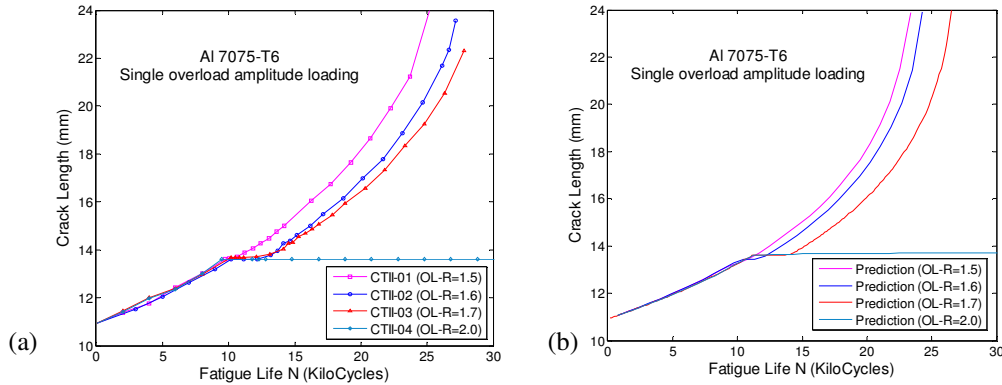 24
22
20
18
16
14
12
10
Crack Length (mm)
Al 7075-T6
Single overload amplitude loading
CTII-01 (OL-R=1.5)
CTII-02 (OL-R=1.6)
CTII-03 (OL-R=1.7)
CTII-04 (OL-R=2.0)
0 5 10 15 20 25 30
Fatigue Life N (KiloCycles)
(a)
24
22
20
18
16
14
12
10
Crack Length (mm)
Al 7075-T6
Single overload amplitude loading
Prediction (OL-R=1.5)
Prediction (OL-R=1.6)
Prediction (OL-R=1.7)
Prediction (OL-R=2.0)
0 5 10 15 20 25 30
Fatigue Life N (KiloCycles)
(b)